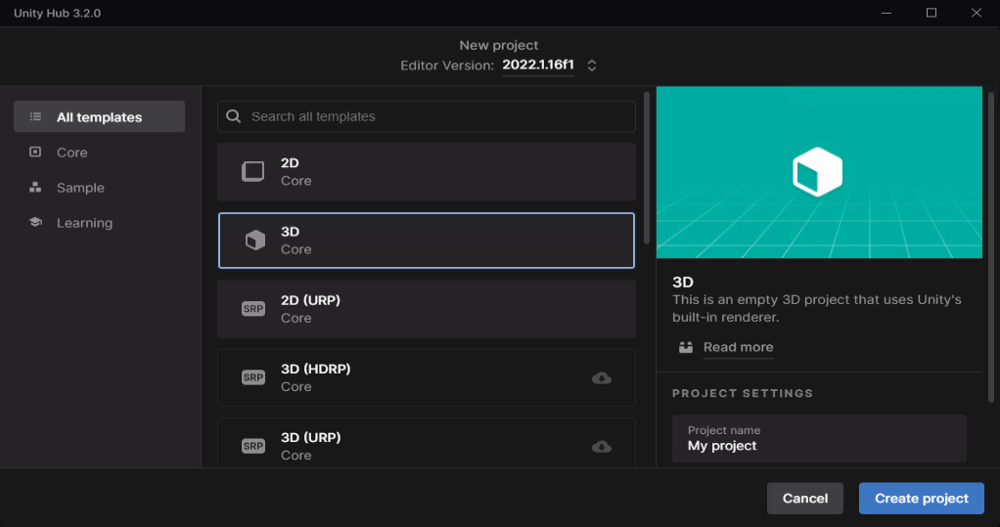 Unity Hub 3.2.0
New project
Editor Version: 2022.1.16f1
All templates
Core
Sample
Learning
Search all templates
2D
Core
3D
Core
SRP
2D (URP)
Core
SRP
3D (HDRP)
Core
SRP
3D (URP)
Core
3D
This is an empty 3D project that uses Unity's
built-in renderer.
Read more
PROJECT SETTINGS
Project name
My project
Cancel
Create project